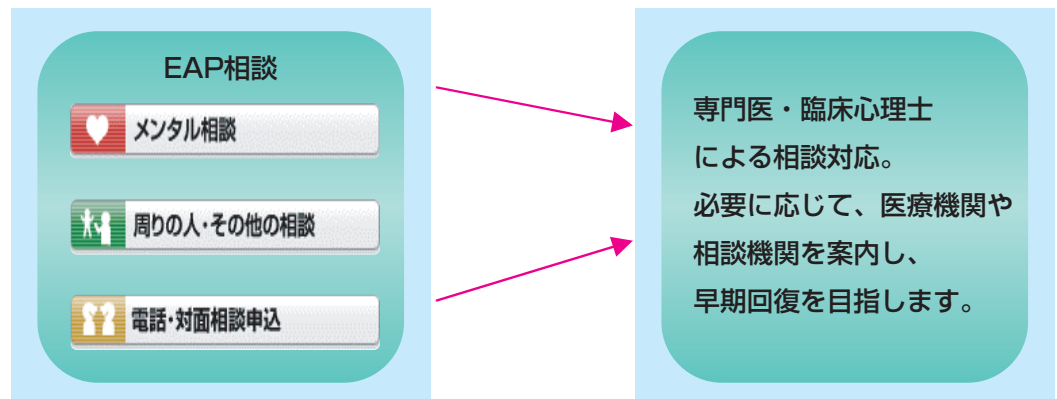 EAP相談
メンタル相談
周りの人・その他の相談
電話・対面相談申込
専門医・臨床心理士
による相談対応。
必要に応じて、医療機関や
相談機関を案内し、
早期回復を目指します。